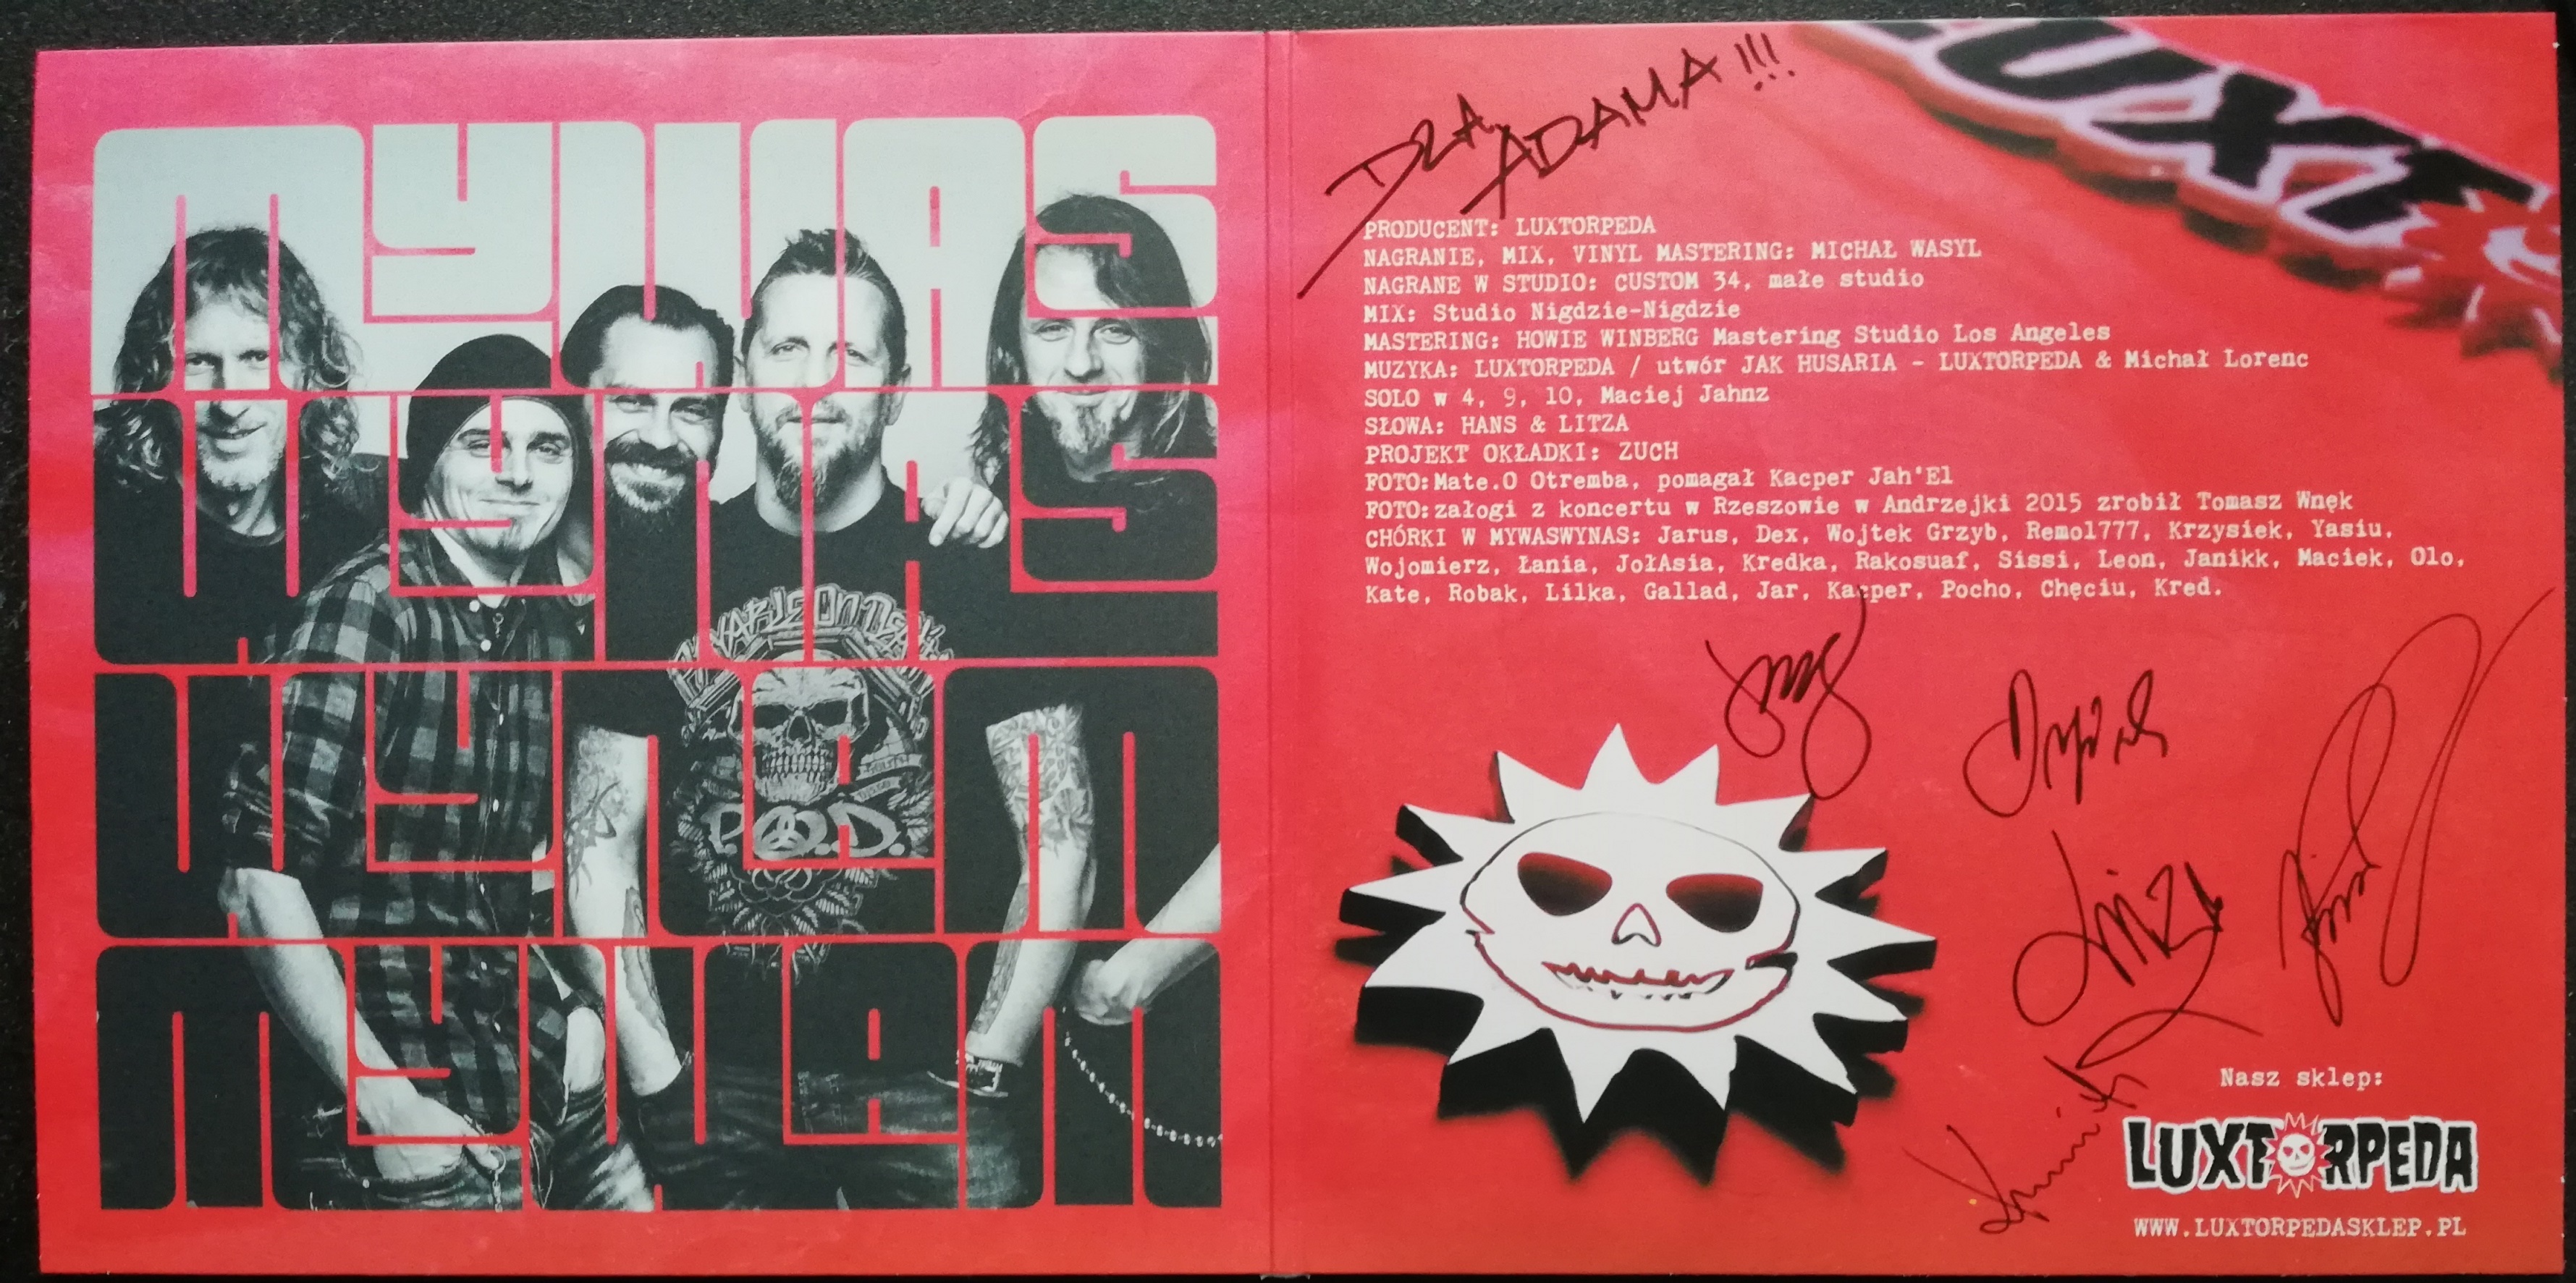 MYWAS
WYNAS
WYNAM
MYWAM
P.O.D.
DLA
ADAMA!!!
LUXT
PRODUCENT: LUXTORPEDA
NAGRANIE, MIX, VINYL MASTERING: MICHAŁ WASYL
NAGRANE W STUDIO: CUSTOM 34, małe studio
MIX: Studio Nigdzie-Nigdzie
MASTERING: HOWIE WINBERG Mastering Studio Los Angeles
MUZYKA: LUXTORPEDA / utwór JAK HUSARIA - LUXTORPEDA & Michał Lorenc
SOLO w 4, 9, 10, Maciej Jahnz
SŁOWA: HANS & LITZA
PROJEKT OKŁADKI: ZUCH
FOTO:Mate.O Otremba, pomagał Kacper Jah'El
FOTO:załogi z koncertu w Rzeszowie w Andrzejki 2015 zrobił Tomasz Wnęk
CHÓRKI W MYWASWYNAS: Jarus, Dex, Wojtek Grzyb, Remol777, Krzysiek, Yasiu,
Wojomierz, Łania, JołAsia, Kredka, Rakosuaf, Sissi, Leon, Janikk, Maciek, Olo,
Kate, Robak, Lilka, Gallad, Jar, Kacper, Pocho, Chęciu, Kred.
Nasz sklep:
LUXTORPEDA
WWW.LUXTORPEDASKLEP.PL